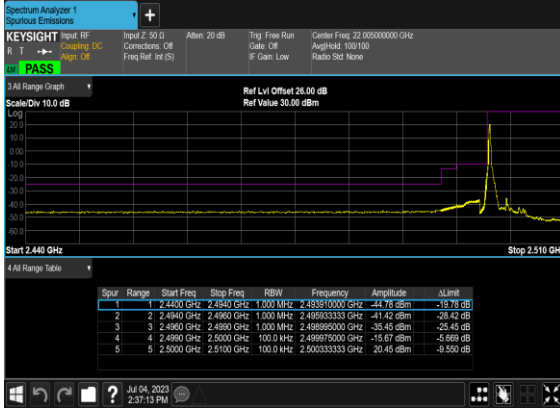 Spectrum Analyzer 1
Spurious Emissions
+
KEYSIGHT Input: RF Input Z: 50 Ω Atten: 20 dB Trig: Free Run Center Freq: 22.005000000 GHz
R T Coupling: DC Corrections: Off Gate: Off Avg|Hold: 100/100
Align: Off Freq Ref: Int (S) IF Gain: Low Radio Std: None
PASS
3 All Range Graph
Ref Lvl Offset 26.00 dB
Scale/Div 10.0 dB Ref Value 30.00 dBm
Log
20.0
10.0
0.00
-10.0
-20.0
-30.0
-40.0
-50.0
-60.0
Start 2.440 GHz Stop 2.510 GH
4 All Range Table
Spur Range Start Freq Stop Freq RBW Frequency Amplitude ΔLimit
1 1 2.4400 GHz 2.4940 GHz 1.000 MHz 2.493910000 GHz -44.78 dBm -19.78 dB
2 2 2.4940 GHz 2.4960 GHz 1.000 MHz 2.495933333 GHz -41.42 dBm -28.42 dB
3 3 2.4960 GHz 2.4990 GHz 1.000 MHz 2.498995000 GHz -35.45 dBm -25.45 dB
4 4 2.4990 GHz 2.5000 GHz 100.0 kHz 2.499975000 GHz -15.67 dBm -5.669 dB
5 5 2.5000 GHz 2.5100 GHz 100.0 kHz 2.500333333 GHz 20.45 dBm -9.550 dB
?
Jul 04, 2023
2:37:13 PM